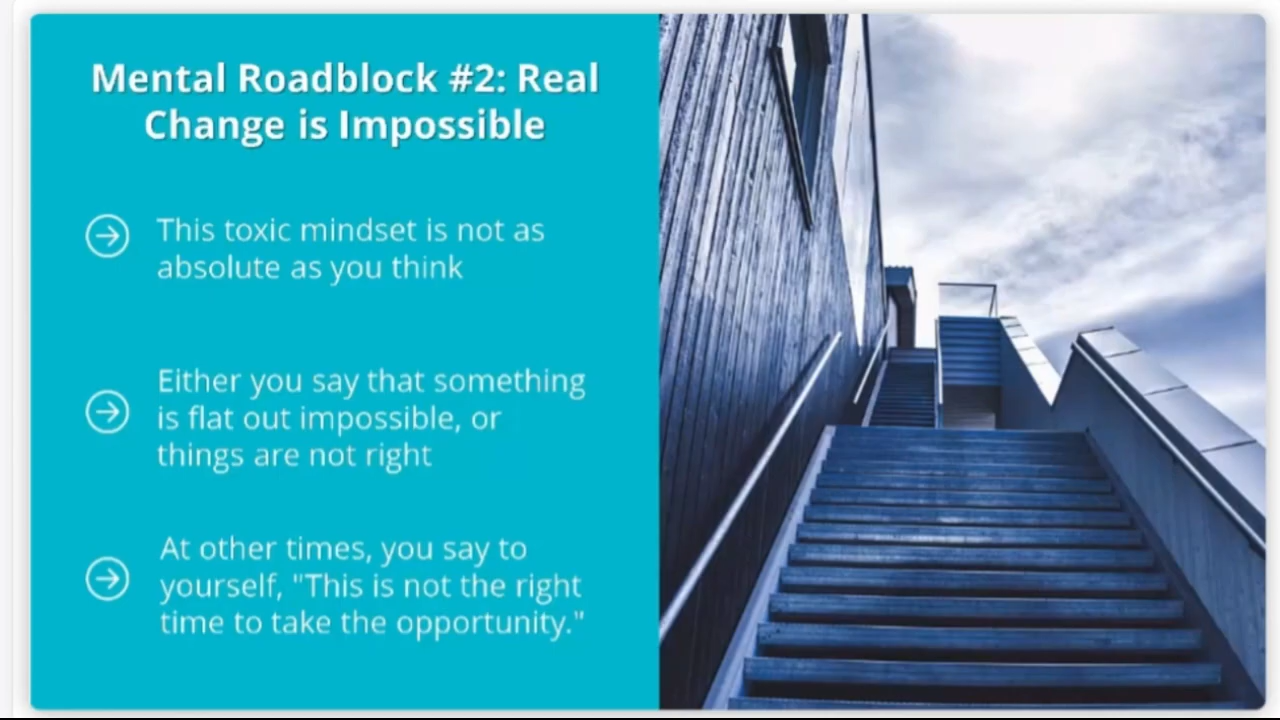 Mental Roadblock #2: Real
Change is Impossible
This toxic mindset is not as
absolute as you think
Either you say that something
is flat out impossible, or
things are not right
At other times, you say to
yourself, "This is not the right
time to take the opportunity."